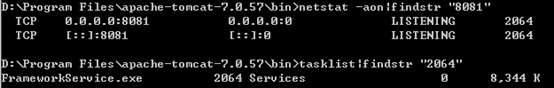 D:\Program Files\apache-tomcat-7.0.57\bin>netstat -aon|findstr "8081"
TCP 0.0.0.0:8081 0.0.0.0:0 LISTENING 2064
TCP [::]:8081 [::]:0 LISTENING 2064
D:\Program Files\apache-tomcat-7.0.57\bin>tasklist|findstr "2064"
FrameworkService.exe 2064 Services 0 8,344 K